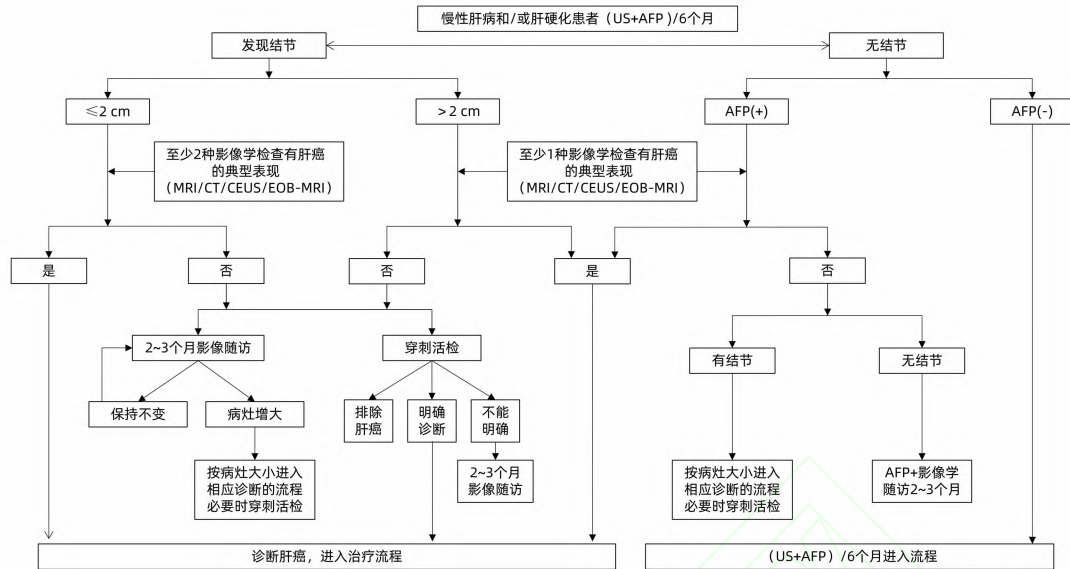 慢性肝病和/或肝硬化患者（US+AFP）/6个月
发现结节
无结节
≤2 cm
>2 cm
AFP(+)
AFP(-)
至少2种影像学检查有肝癌
的典型表现
（MRI/CT/CEUS/EOB-MRI）
至少1种影像学检查有肝癌
的典型表现
（MRI/CT/CEUS/EOB-MRI）
是
否
否
是
否
2~3个月影像随访
穿刺活检
有结节
无结节
保持不变
病灶增大
排除
肝癌
明确
诊断
不能
明确
按病灶大小进入
相应诊断的流程
必要时穿刺活检
2~3个月
影像随访
按病灶大小进入
相应诊断的流程
必要时穿刺活检
AFP+影像学
随访2~3个月
诊断肝癌，进入治疗流程
（US+AFP）/6个月进入流程